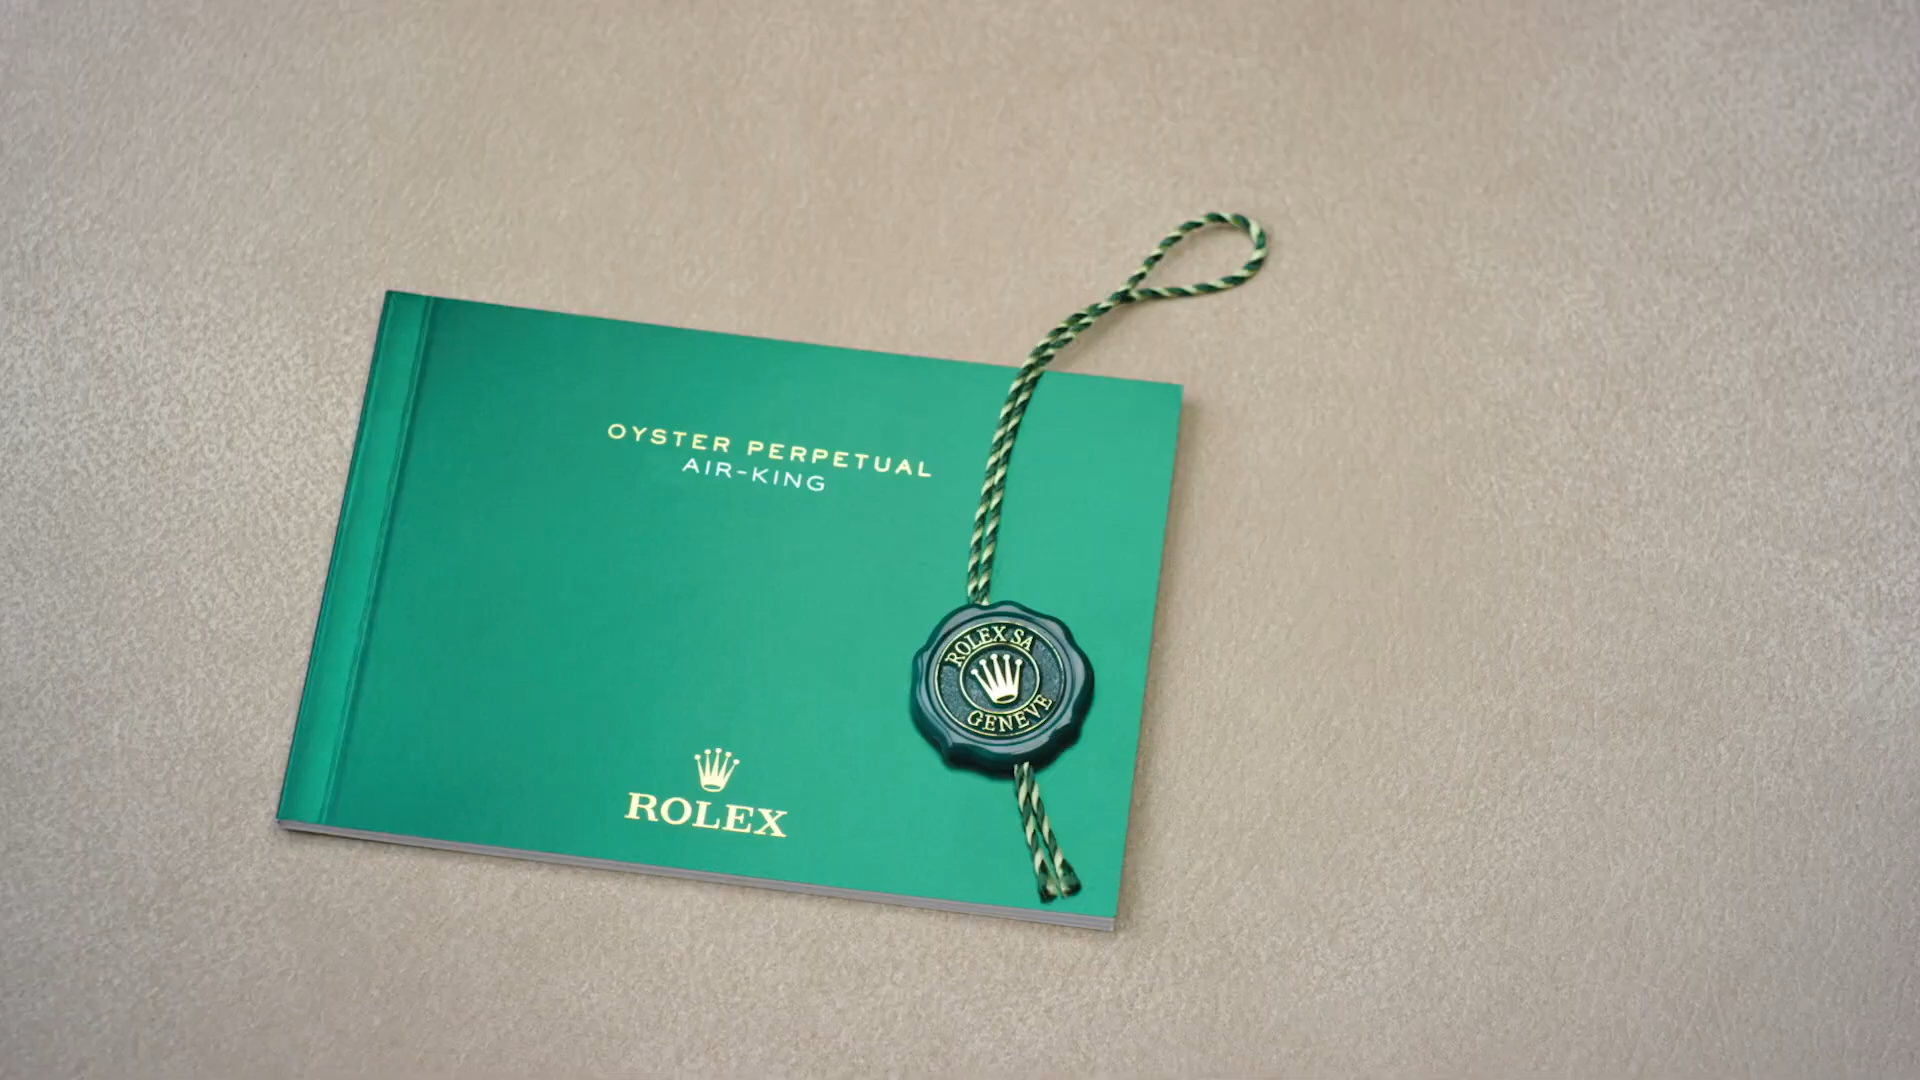 OYSTER PERPETUAL
AIR-KING
ROLEX SA
GENEVE
ROLEX